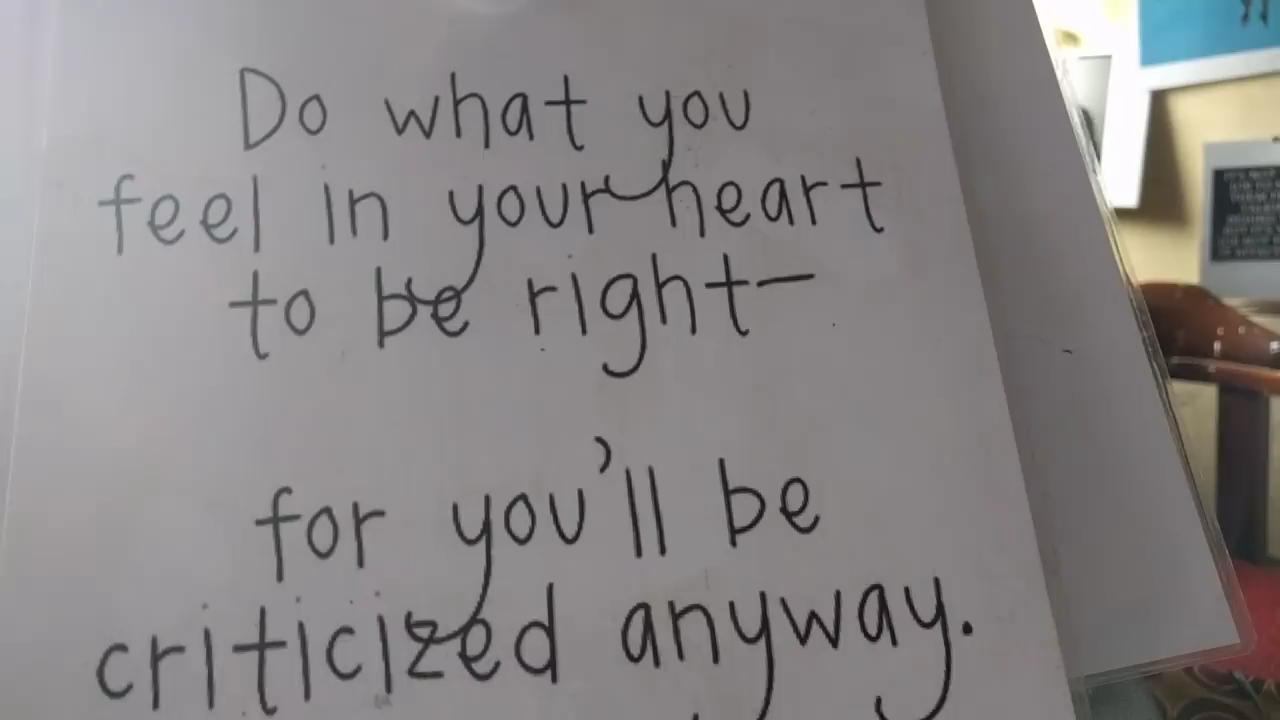 Do what you
feel in your heart
to be right—
for you'll be
criticized anyway.